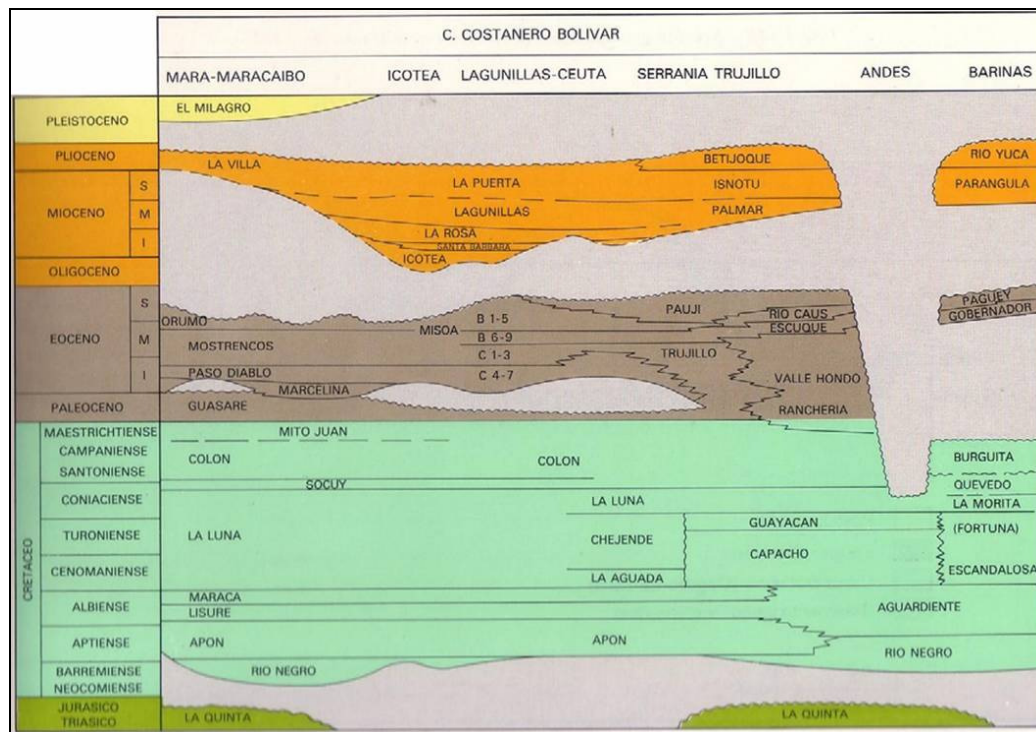 C. COSTANERO BOLIVAR
MARA-MARACAIBO ICOTEA LAGUNILLAS-CEUTA SERRANIA TRUJILLO ANDES BARINAS
PLEISTOCENO EL MILAGRO
PLIOCENO LA VILLA BETIJOQUE RIO YUCA
MIOCENO
S LA PUERTA ISNOTU PARANGULA
M LAGUNILLAS PALMAR
LA ROSA
I SANTA BARBARA
ICOTEA
OLIGOCENO
EOCENO
S PAUJI PAGUEY
ORUMO B 1-5 RIO CAUS GOBERNADOR
MISOA ESCUQUE
M MOSTRENCOS B 6-9
C 1-3 TRUJILLO
I PASO DIABLO C 4-7 VALLE HONDO
MARCELINA
PALEOCENO GUASARE RANCHERIA
CRETACEO
MAESTRICHTIENSE MITO JUAN
CAMPANIENSE COLON COLON BURGUITA
SANTONIENSE
SOCUY QUEVEDO
CONIACIENSE LA LUNA LA MORITA
TURONIENSE LA LUNA CHEJENDE GUAYACAN (FORTUNA)
CAPACHO
CENOMANIENSE LA AGUADA ESCANDALOSA
MARACA
ALBIENSE LISURE AGUARDIENTE
APTIENSE APON APON RIO NEGRO
BARREMIENSE RIO NEGRO
NEOCOMIENSE
JURASICO LA QUINTA LA QUINTA
TRIASICO